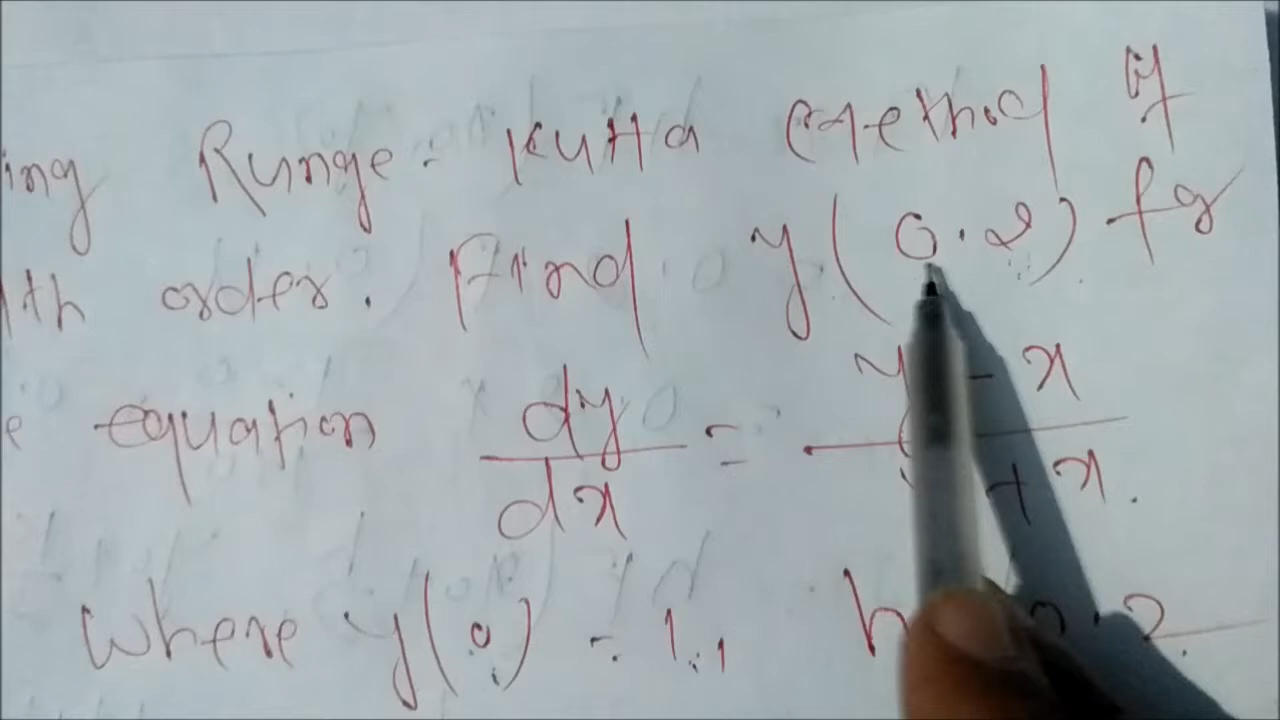 ing Runge-Kutta method of
4th order. Find y(0.2) for
e equation dy/dx = y - x / + x.
Where y(0) = 1, h 0.2